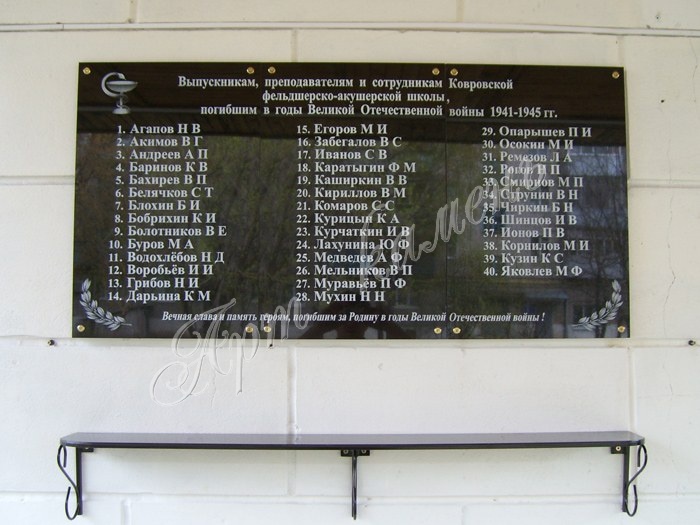 Выпускникам, преподавателям и сотрудникам Ковровской
фельдшерско-акушерской школы,
погибшим в годы Великой Отечественной войны 1941-1945 гг.
1. Агапов Н В
2. Акимов В Г
3. Андреев А П
4. Баринов К В
5. Бахирев В П
6. Белячков С Т
7. Блохин Б И
8. Бобрихин К И
9. Болотников В Е
10. Буров М А
11. Водохлёбов Н Д
12. Воробьёв И И
13. Грибов Н И
14. Дарьина К М
15. Егоров М И
16. Забегалов В С
17. Иванов С В
18. Каратыгин Ф М
19. Каширкин В В
20. Кириллов В М
21. Комаров С С
22. Курицый К А
23. Курчаткин И В
24. Лахунина Ю Ф
25. Медведев А Ф
26. Мельников В П
27. Муравьёв П Ф
28. Мухин Н Н
29. Опарышев П И
30. Осокин М И
31. Ремезов Л А
32. Рогов П П
33. Смирнов М П
34. Струнин В Н
35. Чиркин Б Н
36. Шинцов И В
37. Ионов П В
38. Корнилов М И
39. Кузин К С
40. Яковлев М Ф
Вечная слава и память героям, погибшим за Родину в годы Великой Отечественной войны !
Арт